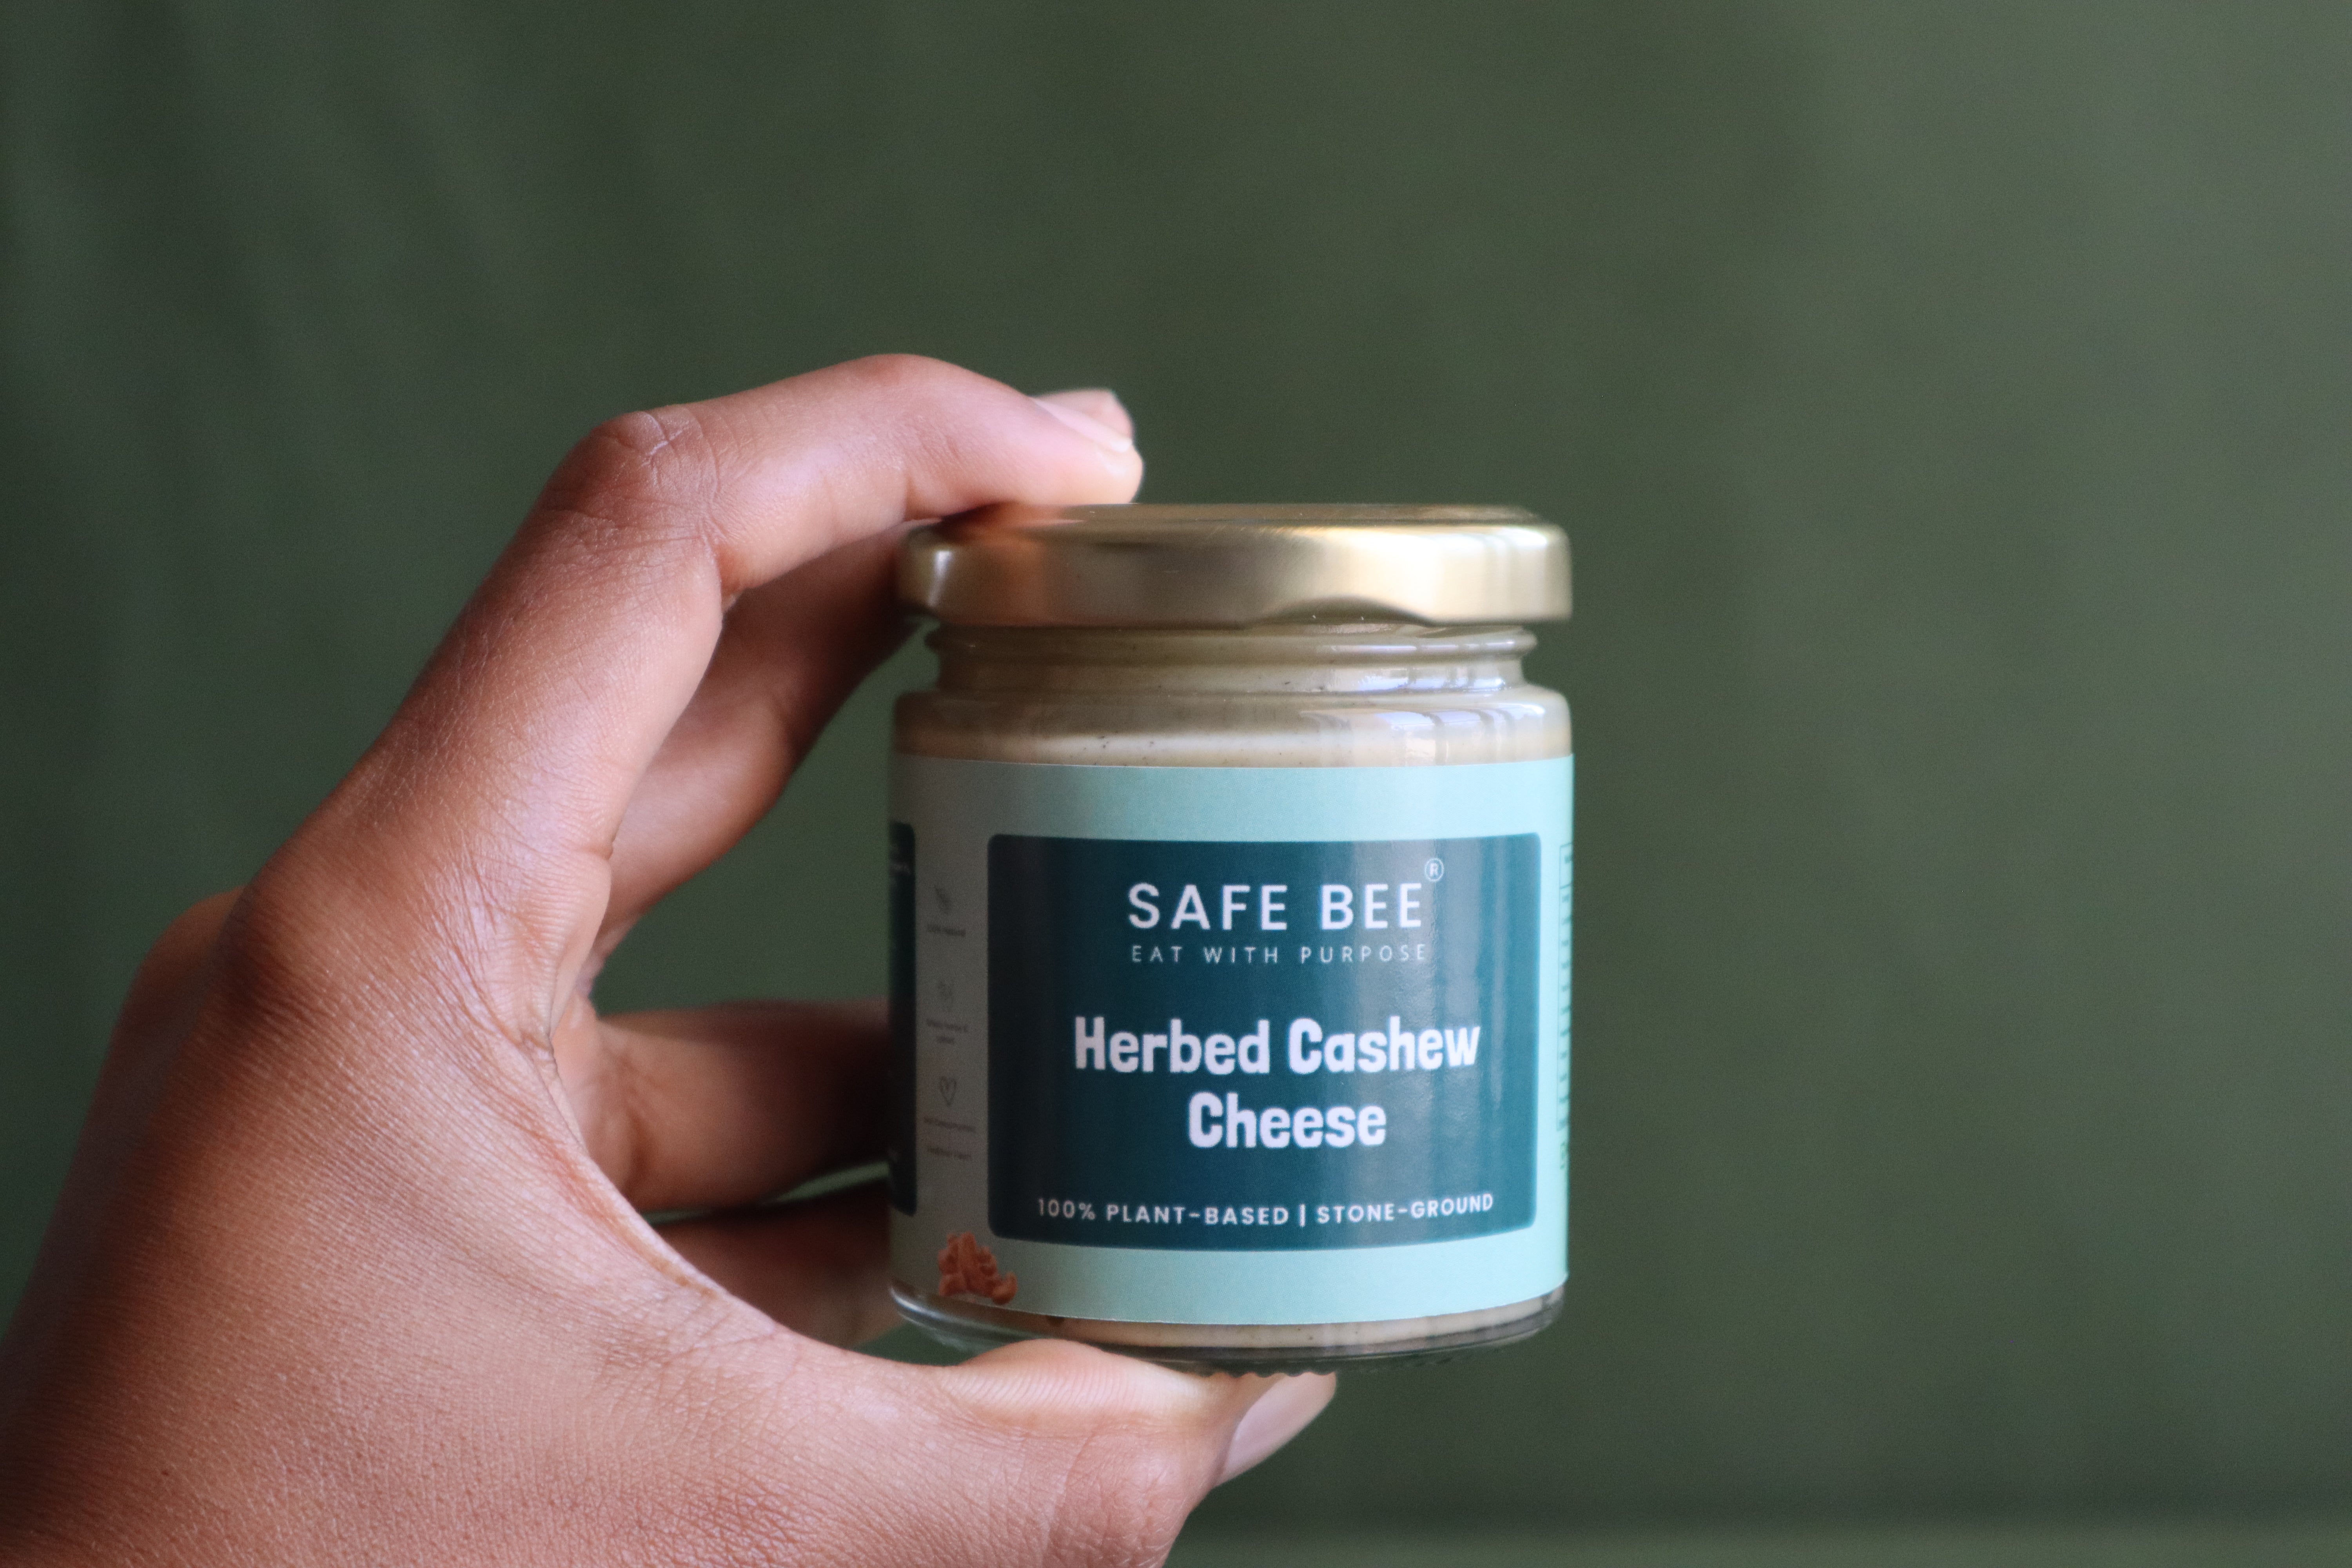 SAFE BEE®
EAT WITH PURPOSE
Herbed Cashew
Cheese
100% PLANT-BASED | STONE-GROUND